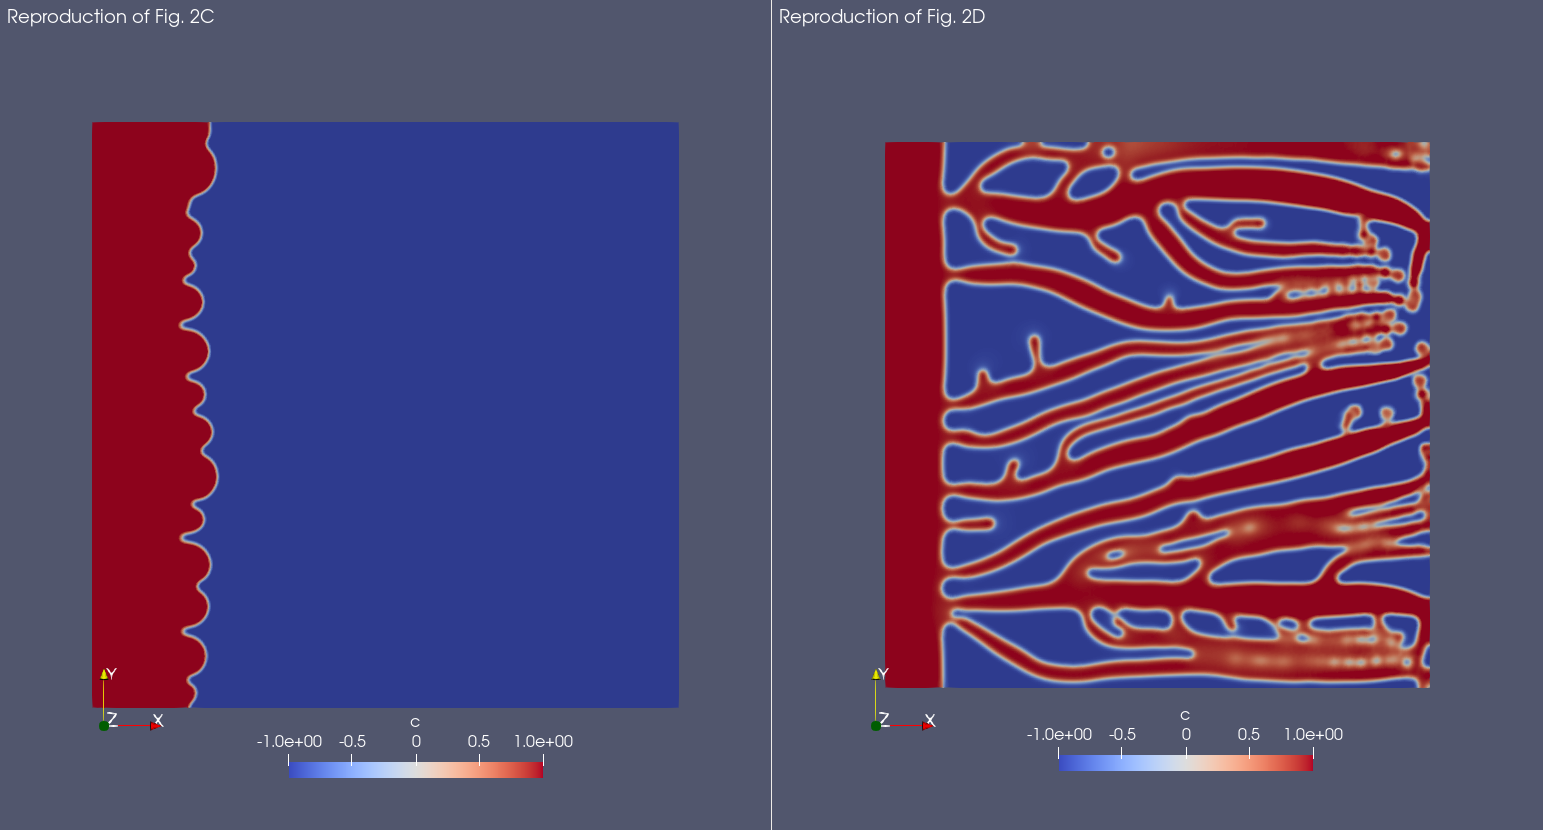 Reproduction of Fig. 2C
Reproduction of Fig. 2D
Y
Z X
c
-1.0e+00 -0.5 0 0.5 1.0e+00
Y
Z X
c
-1.0e+00 -0.5 0 0.5 1.0e+00